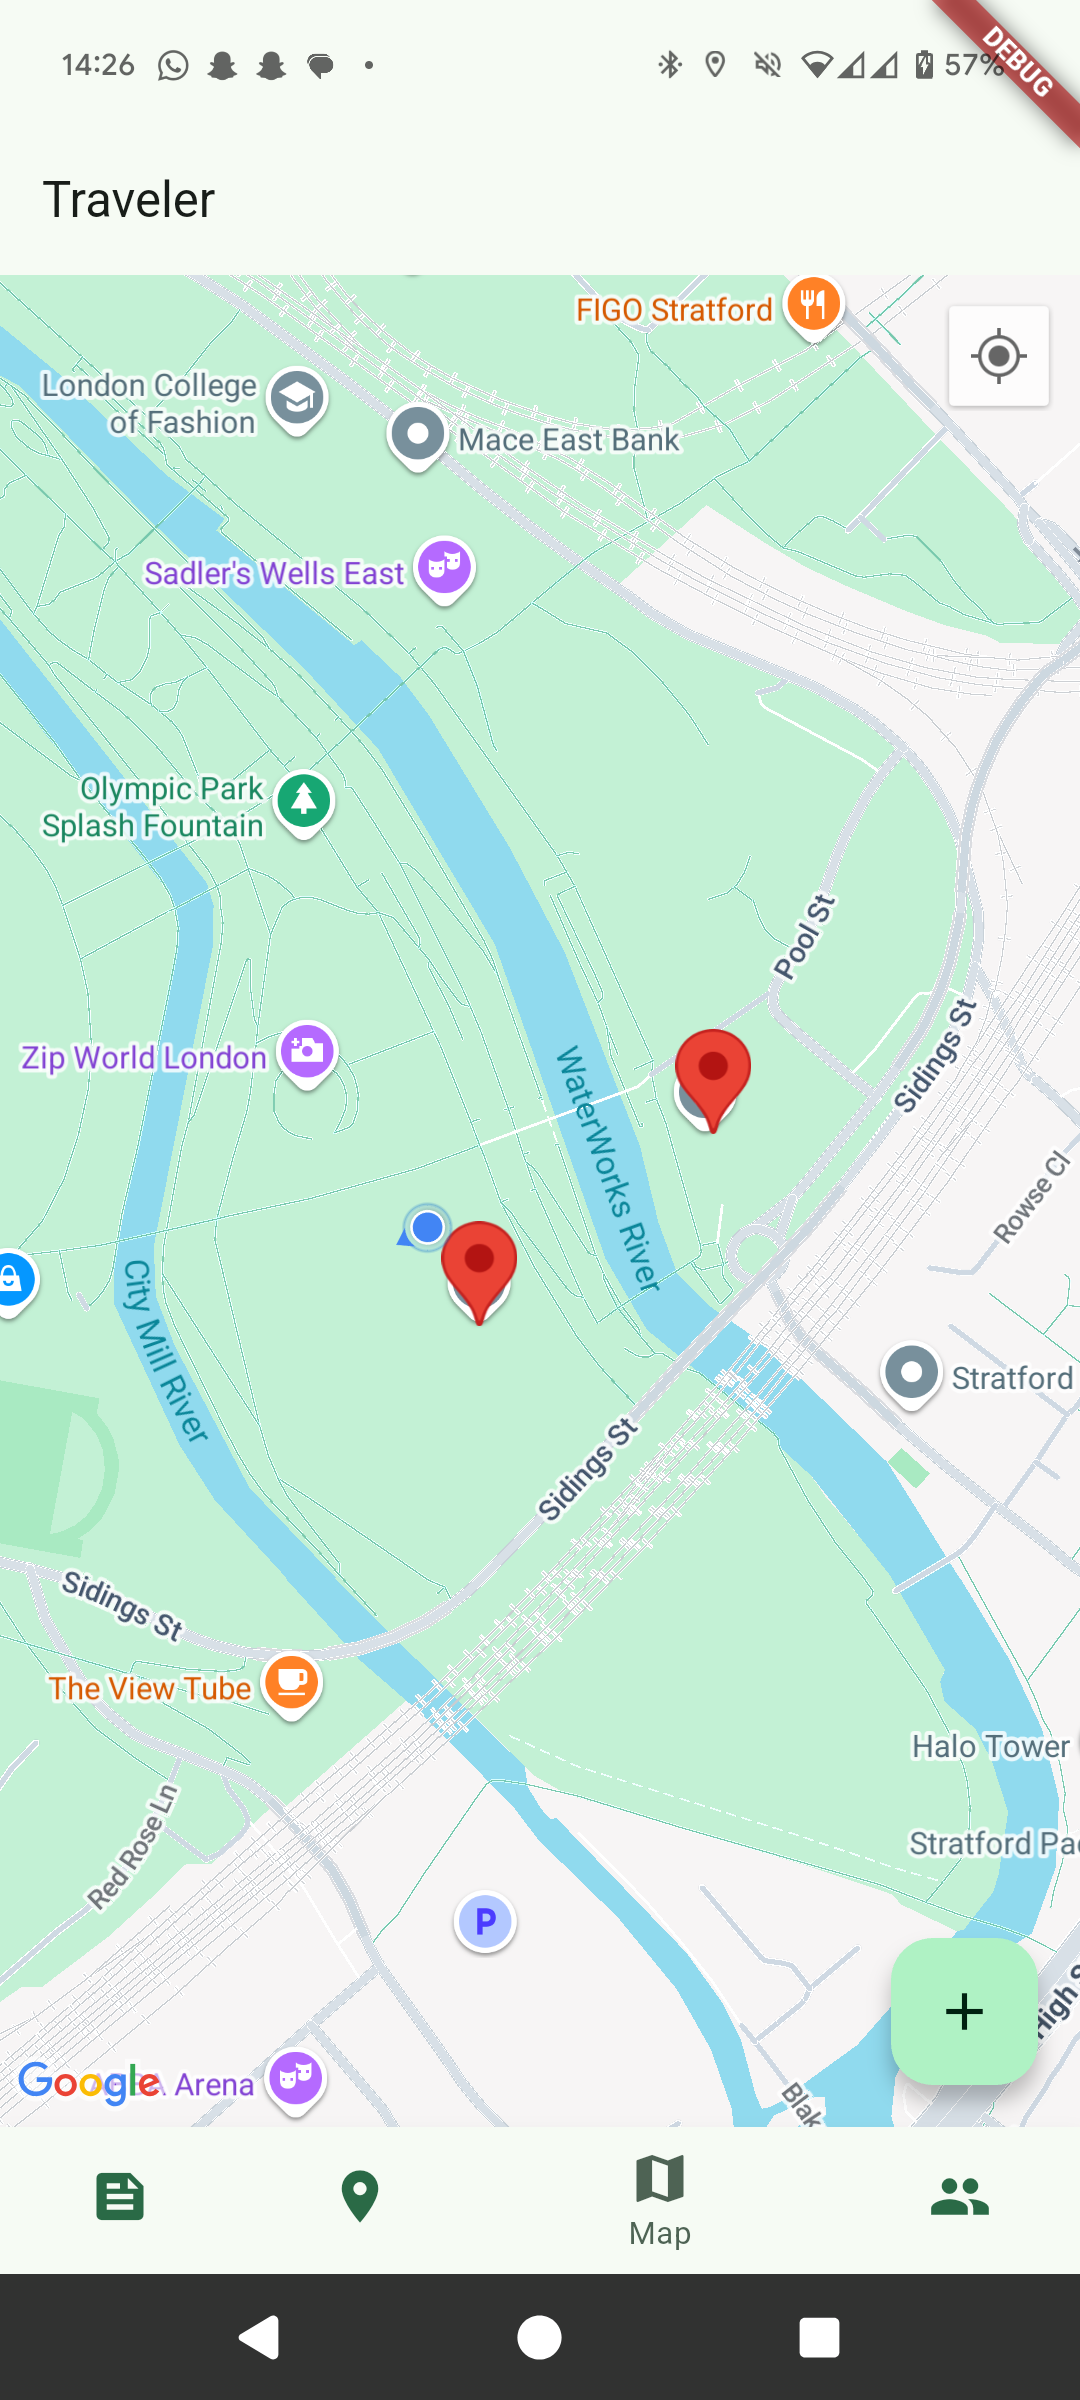 14:26
57%
DEBUG
Traveler
FIGO Stratford
London College
of Fashion
Mace East Bank
Sadler's Wells East
Olympic Park
Splash Fountain
Pool St
Zip World London
Sidings St
WaterWorks River
Rowse Cl
City Mill River
Stratford
Sidings St
Sidings St
The View Tube
Halo Tower
Red Rose Ln
Stratford
P
High
Google
Arena
Map